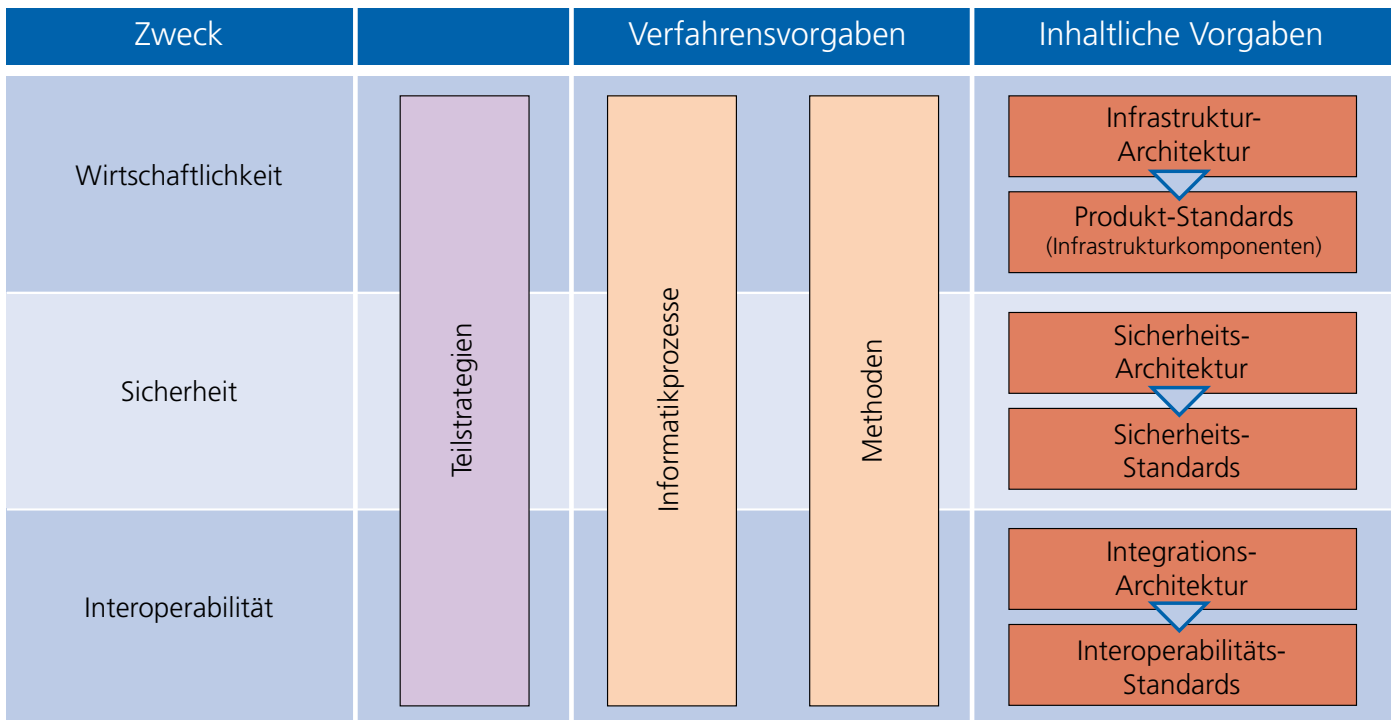 Zweck
Verfahrensvorgaben
Inhaltliche Vorgaben
Wirtschaftlichkeit
Sicherheit
Interoperabilität
Teilstrategien
Informatikprozesse
Methoden
Infrastruktur-
Architektur
Produkt-Standards
(Infrastrukturkomponenten)
Sicherheits-
Architektur
Sicherheits-
Standards
Integrations-
Architektur
Interoperabilitäts-
Standards